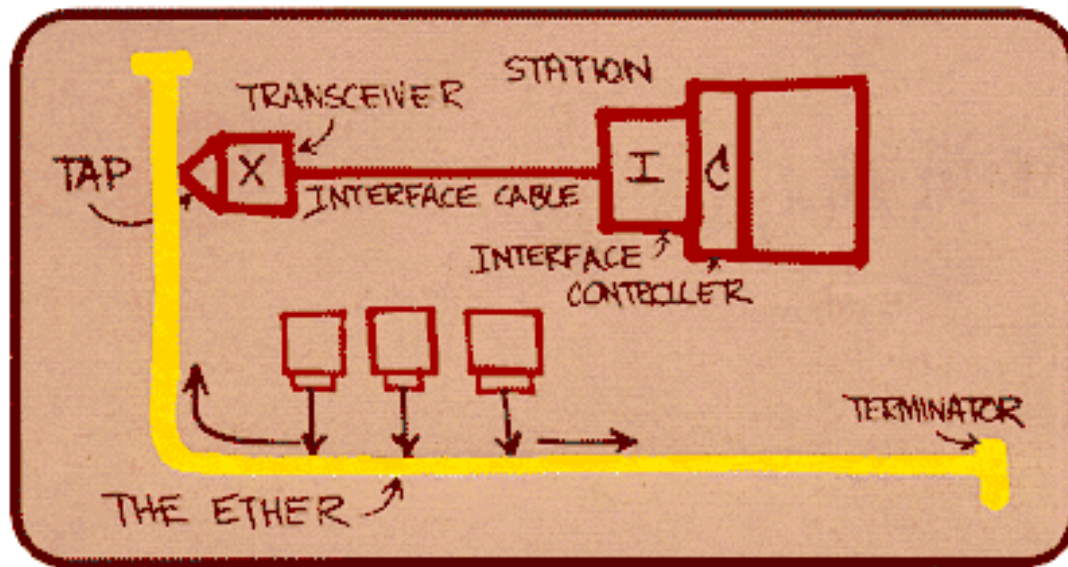 STATION
TRANSCEIVER
TAP
X
I
C
INTERFACE CABLE
INTERFACE
CONTROLLER
TERMINATOR
THE ETHER